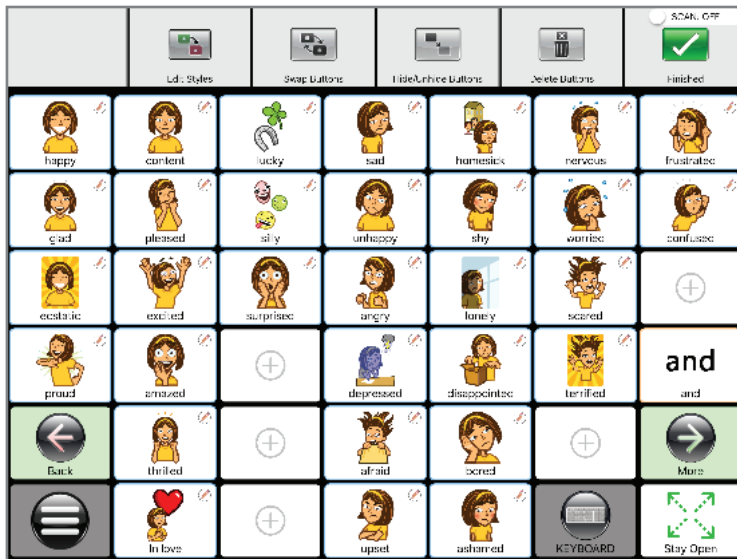 SCAN: OFF
Edit Styles
Swap Buttons
Hide/Unhide Buttons
Delete Buttons
Finished
happy
content
lucky
sad
homesick
nervous
frustrated
glad
pleased
silly
unhappy
shy
worried
confused
ecstatic
excited
surprised
angry
lonely
scared
proud
amazed
depressed
disappointed
terrified
and
and
Back
thrilled
afraid
bored
More
In love
upset
ashamed
KEYBOARD
Stay Open